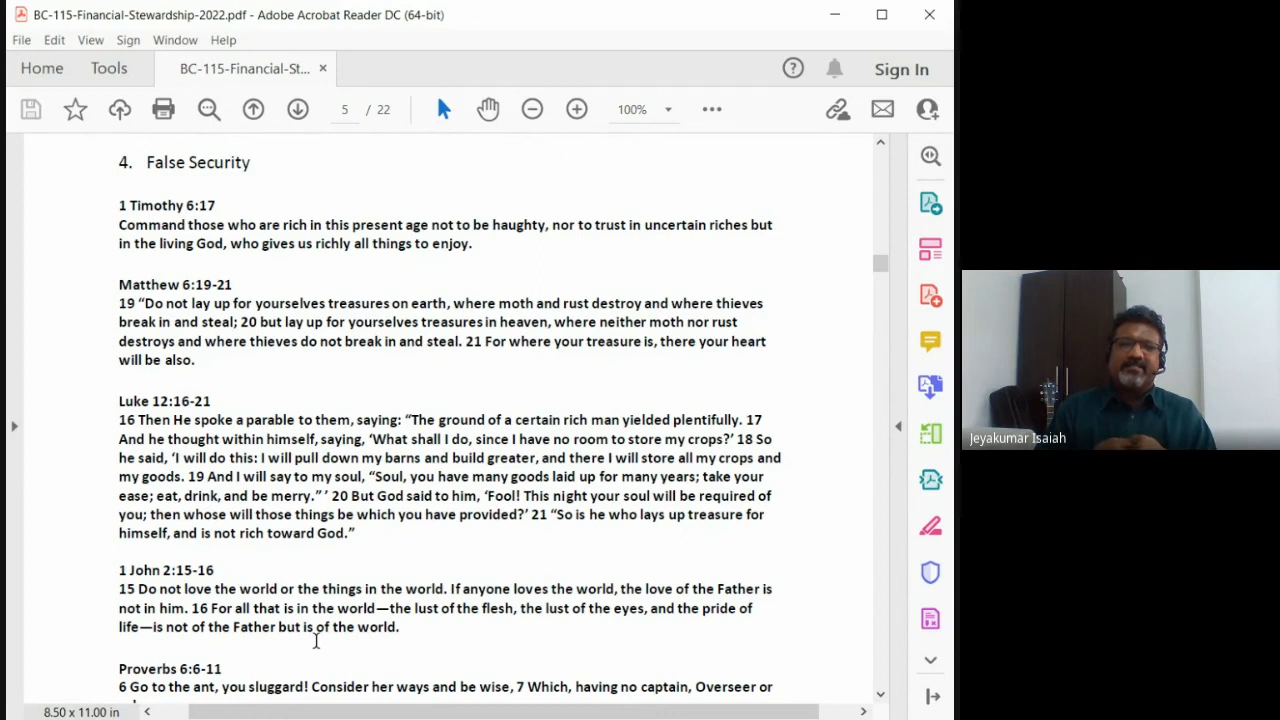 BC-115-Financial-Stewardship-2022.pdf - Adobe Acrobat Reader DC (64-bit)
File Edit View Sign Window Help
Home Tools BC-115-Financial-St... × Sign In
5 / 22 100%
4. False Security
1 Timothy 6:17
Command those who are rich in this present age not to be haughty, nor to trust in uncertain riches but
in the living God, who gives us richly all things to enjoy.
Matthew 6:19-21
19 “Do not lay up for yourselves treasures on earth, where moth and rust destroy and where thieves
break in and steal; 20 but lay up for yourselves treasures in heaven, where neither moth nor rust
destroys and where thieves do not break in and steal. 21 For where your treasure is, there your heart
will be also.
Luke 12:16-21
16 Then He spoke a parable to them, saying: “The ground of a certain rich man yielded plentifully. 17
And he thought within himself, saying, ‘What shall I do, since I have no room to store my crops?’ 18 So
he said, ‘I will do this: I will pull down my barns and build greater, and there I will store all my crops and
my goods. 19 And I will say to my soul, “Soul, you have many goods laid up for many years; take your
ease; eat, drink, and be merry.” ’ 20 But God said to him, ‘Fool! This night your soul will be required of
you; then whose will those things be which you have provided?’ 21 “So is he who lays up treasure for
himself, and is not rich toward God.”
1 John 2:15-16
15 Do not love the world or the things in the world. If anyone loves the world, the love of the Father is
not in him. 16 For all that is in the world—the lust of the flesh, the lust of the eyes, and the pride of
life—is not of the Father but is of the world.
Proverbs 6:6-11
6 Go to the ant, you sluggard! Consider her ways and be wise, 7 Which, having no captain, Overseer or
8.50 x 11.00 in
Jeyakumar Isaiah